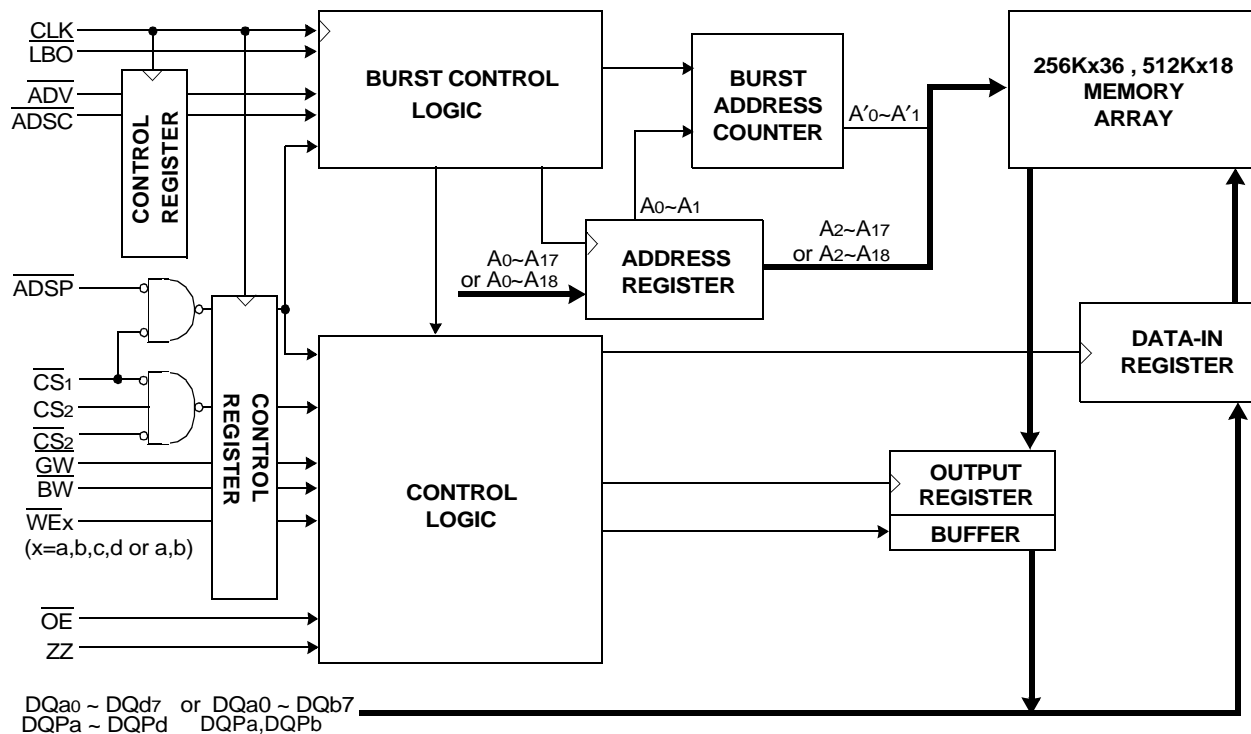 CLK
LBO
ADV
ADSC
CONTROL
REGISTER
BURST CONTROL
LOGIC
BURST
ADDRESS
COUNTER
A′0~A′1
256Kx36 , 512Kx18
MEMORY
ARRAY
A0~A1
A0~A17
or A0~A18
ADDRESS
REGISTER
A2~A17
or A2~A18
ADSP
CS1
CS2
CS2
GW
BW
WEx
(x=a,b,c,d or a,b)
OE
ZZ
CONTROL
REGISTER
CONTROL
LOGIC
DATA-IN
REGISTER
OUTPUT
REGISTER
BUFFER
DQa0 ~ DQd7 or DQa0 ~ DQb7
DQPa ~ DQPd DQPa,DQPb